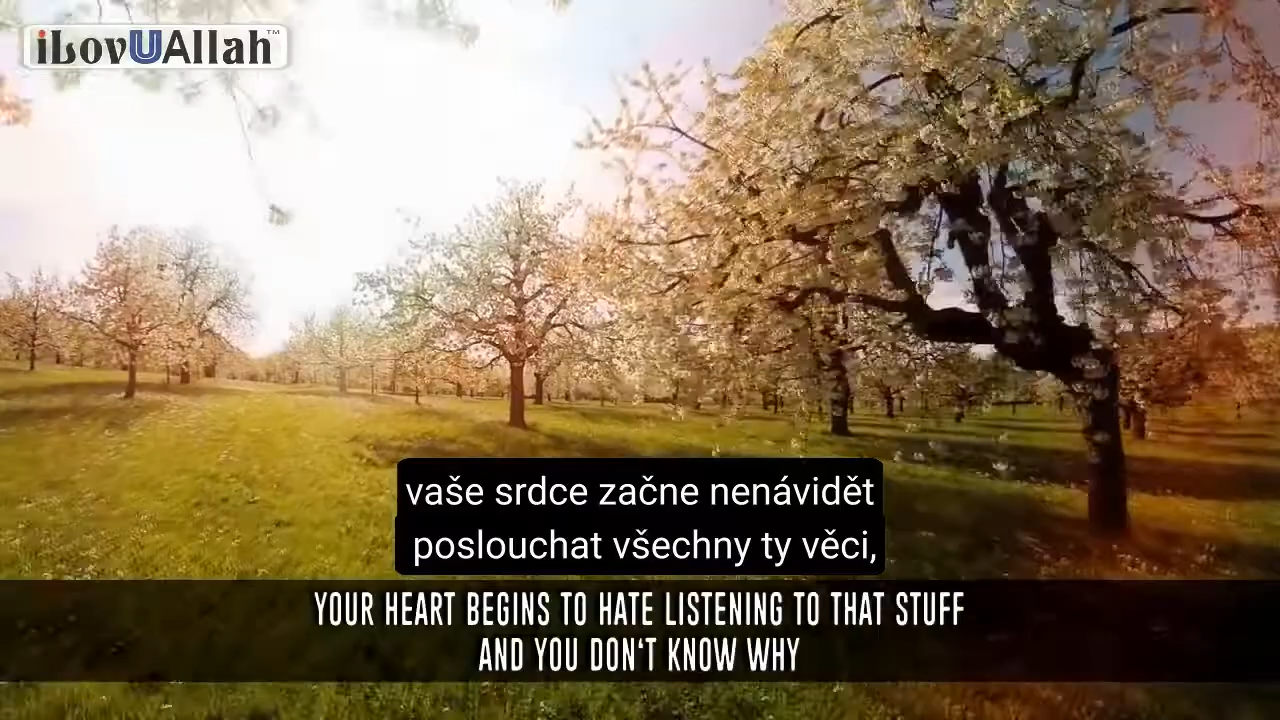 iLovUAllah™
vaše srdce začne nenávidět
poslouchat všechny ty věci,
YOUR HEART BEGINS TO HATE LISTENING TO THAT STUFF
AND YOU DON'T KNOW WHY